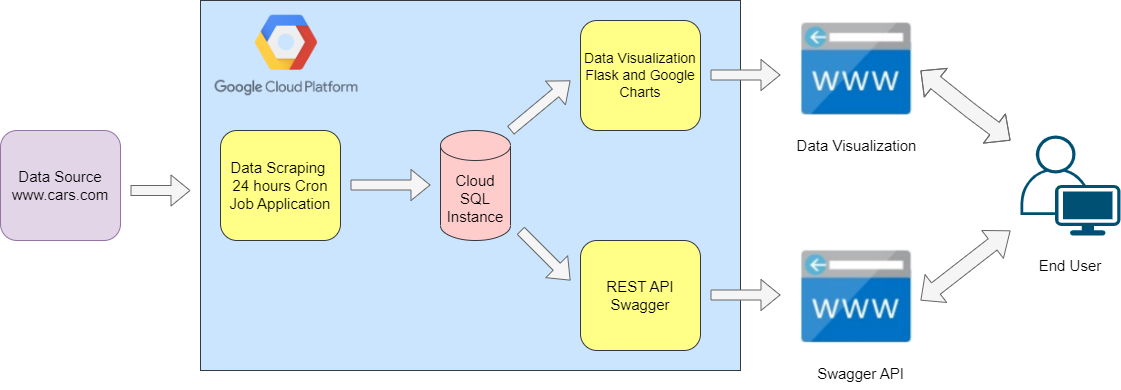 Google Cloud Platform
Data Source
www.cars.com
Data Scraping
24 hours Cron
Job Application
Cloud
SQL
Instance
Data Visualization
Flask and Google
Charts
REST API
Swagger
WWW
Data Visualization
WWW
Swagger API
End User